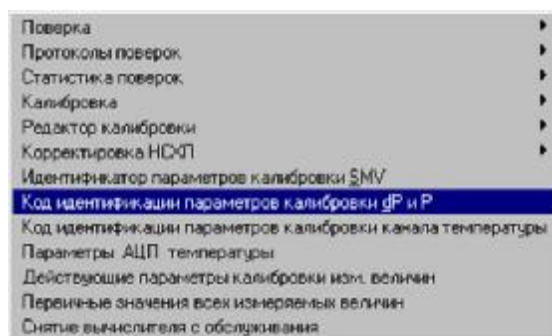 Поверка
Протоколы поверок
Статистика поверок
Калибровка
Редактор калибровки
Корректировка НСХП
Идентификатор параметров калибровки SMV
Код идентификации параметров калибровки dP и P
Код идентификации параметров калибровки канала температуры
Параметры АЦП температуры
Действующие параметры калибровки изм. величин
Первичные значения всех измеряемых величин
Снятие вычислителя с обслуживания